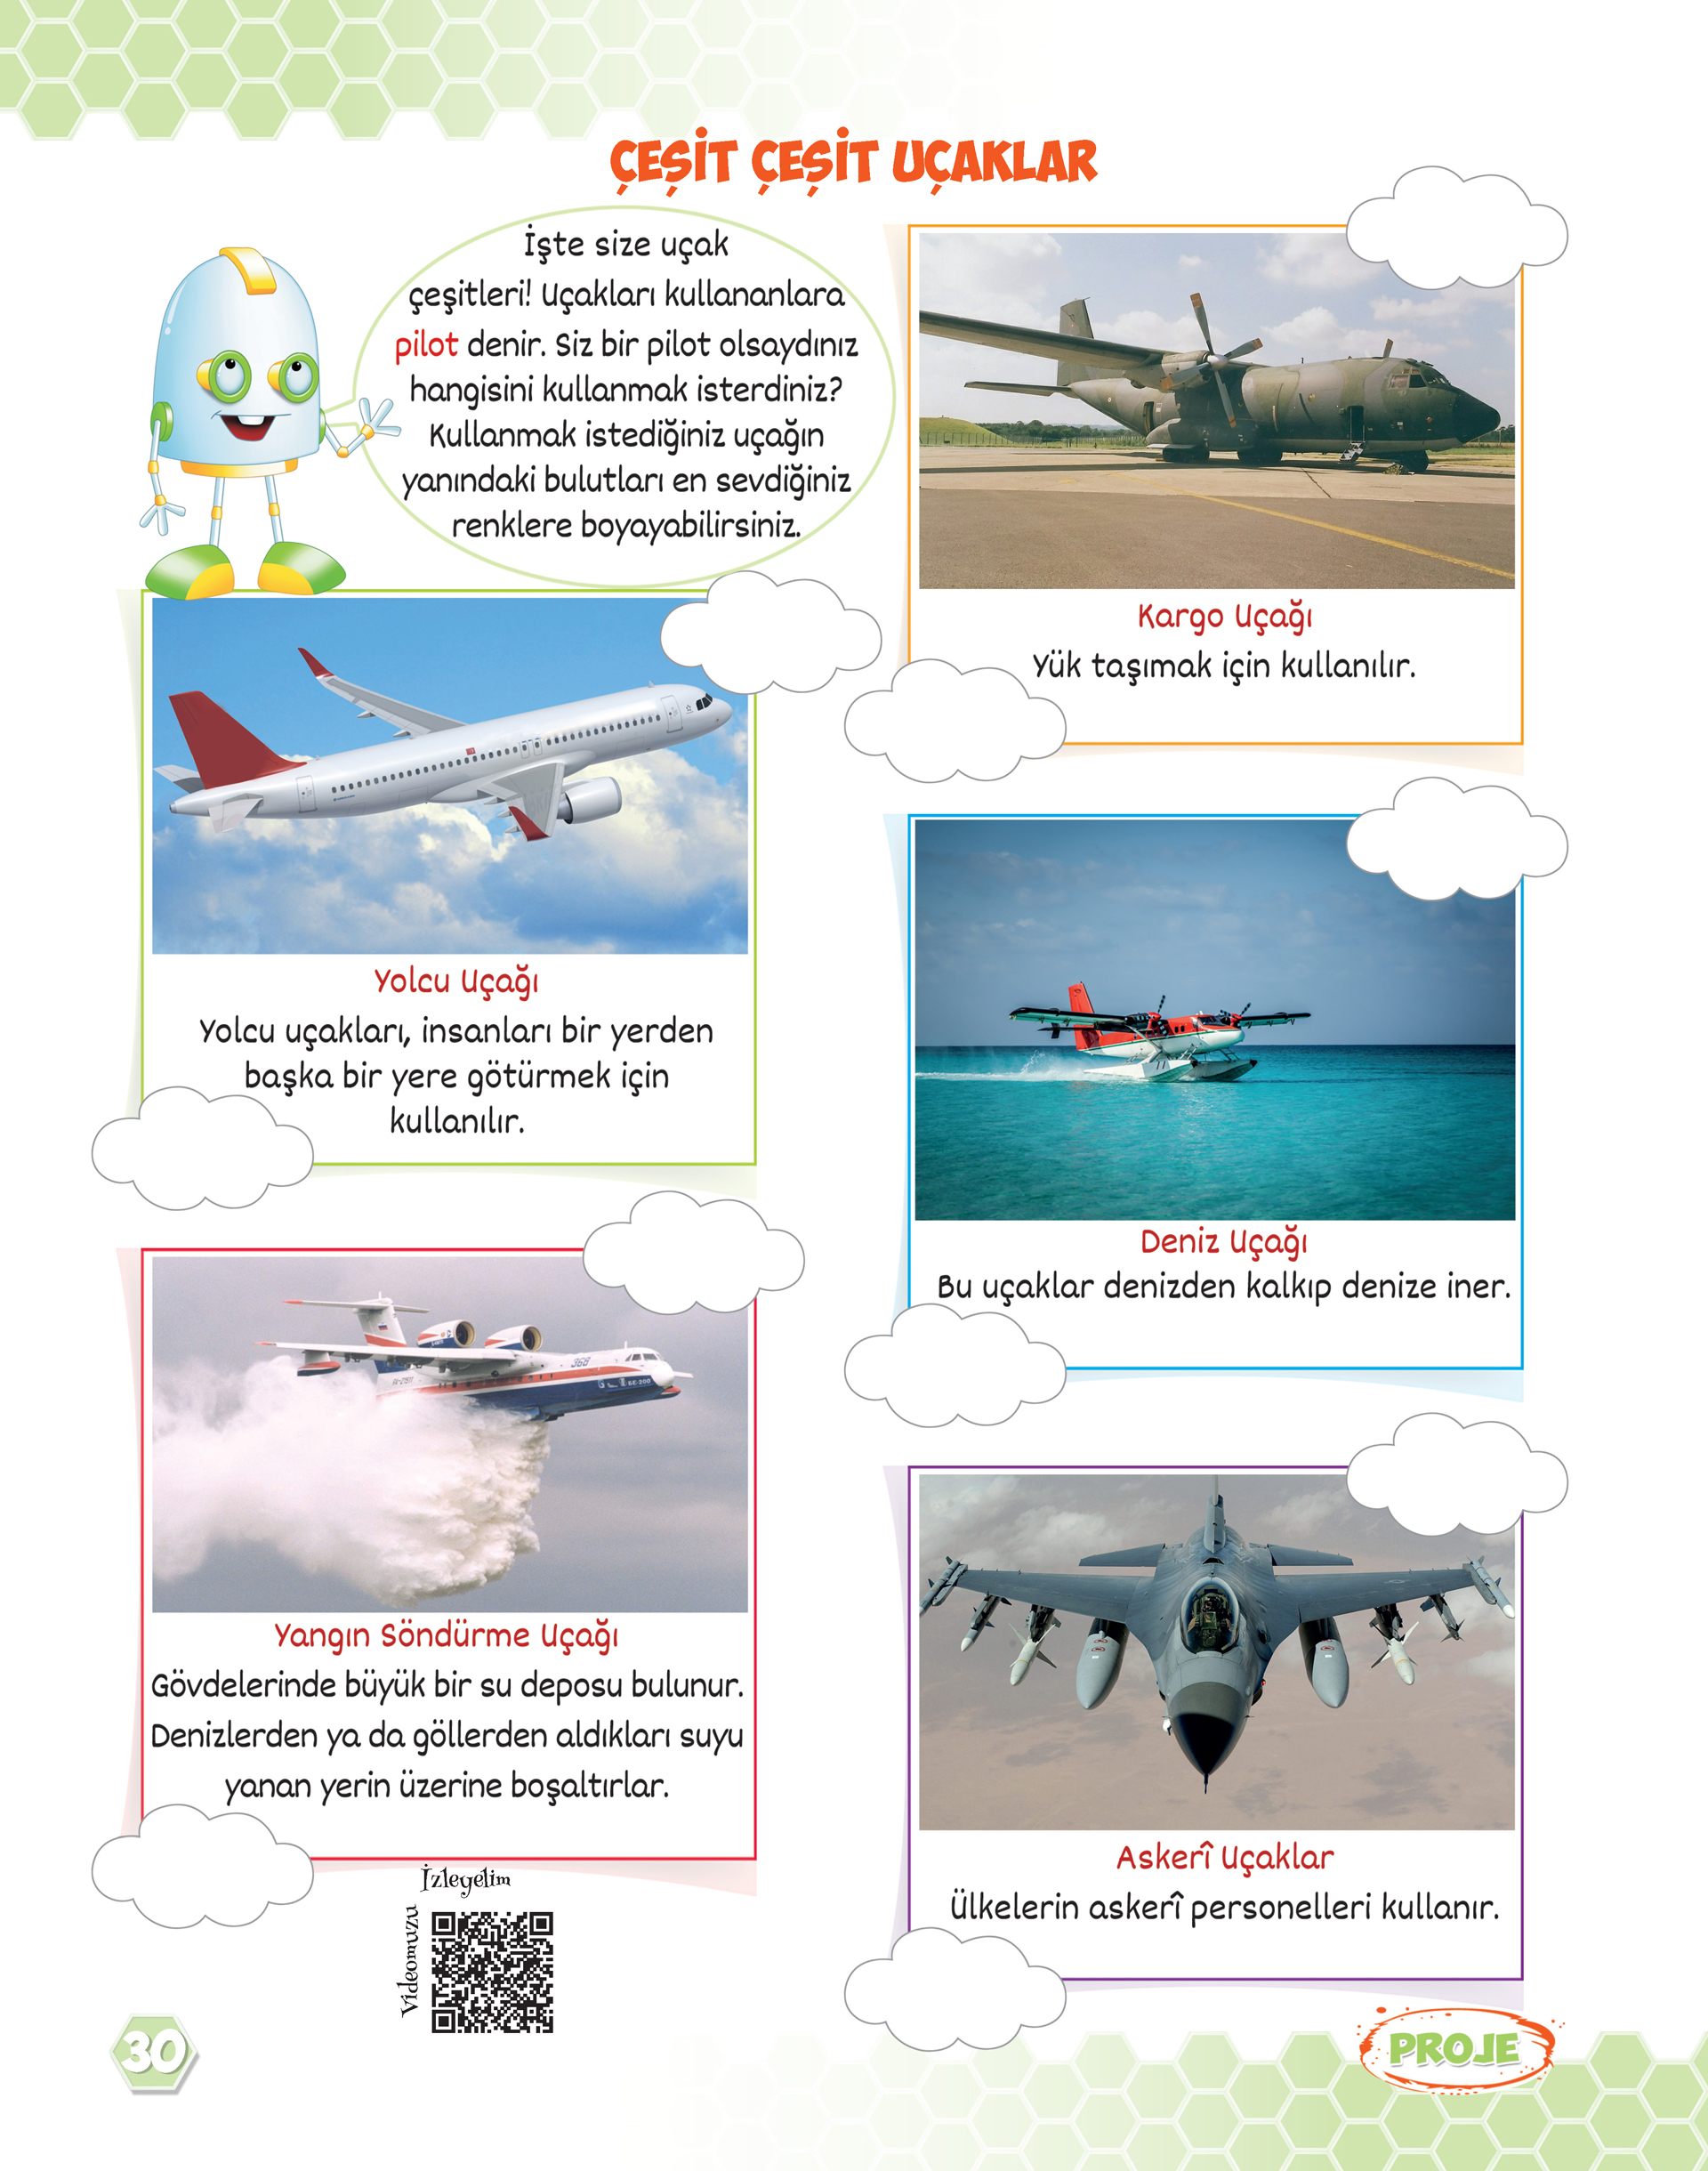 ÇEŞİT ÇEŞİT UÇAKLAR
İşte size uçak
çeşitleri! Uçakları kullananlara
pilot denir. Siz bir pilot olsaydınız
hangisini kullanmak isterdiniz?
Kullanmak istediğiniz uçağın
yanındaki bulutları en sevdiğiniz
renklere boyayabilirsiniz.
Kargo Uçağı
Yük taşımak için kullanılır.
Yolcu Uçağı
Yolcu uçakları, insanları bir yerden
başka bir yere götürmek için
kullanılır.
Deniz Uçağı
Bu uçaklar denizden kalkıp denize iner.
368
Yangın Söndürme Uçağı
Gövdelerinde büyük bir su deposu bulunur.
Denizlerden ya da göllerden aldıkları suyu
yanan yerin üzerine boşaltırlar.
Askerî Uçaklar
Ülkelerin askerî personelleri kullanır.
Videomuzu
İzleyelim
30
PROJE